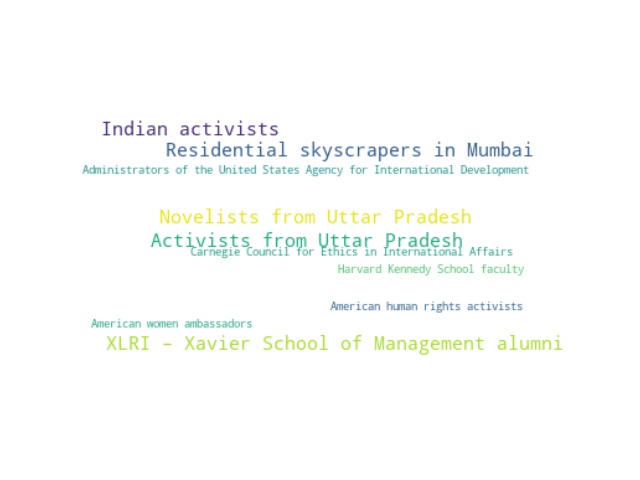 Indian activists
Residential skyscrapers in Mumbai
Administrators of the United States Agency for International Development
Novelists from Uttar Pradesh
Activists from Uttar Pradesh
Carnegie Council for Ethics in International Affairs
Harvard Kennedy School faculty
American human rights activists
American women ambassadors
XLRI – Xavier School of Management alumni